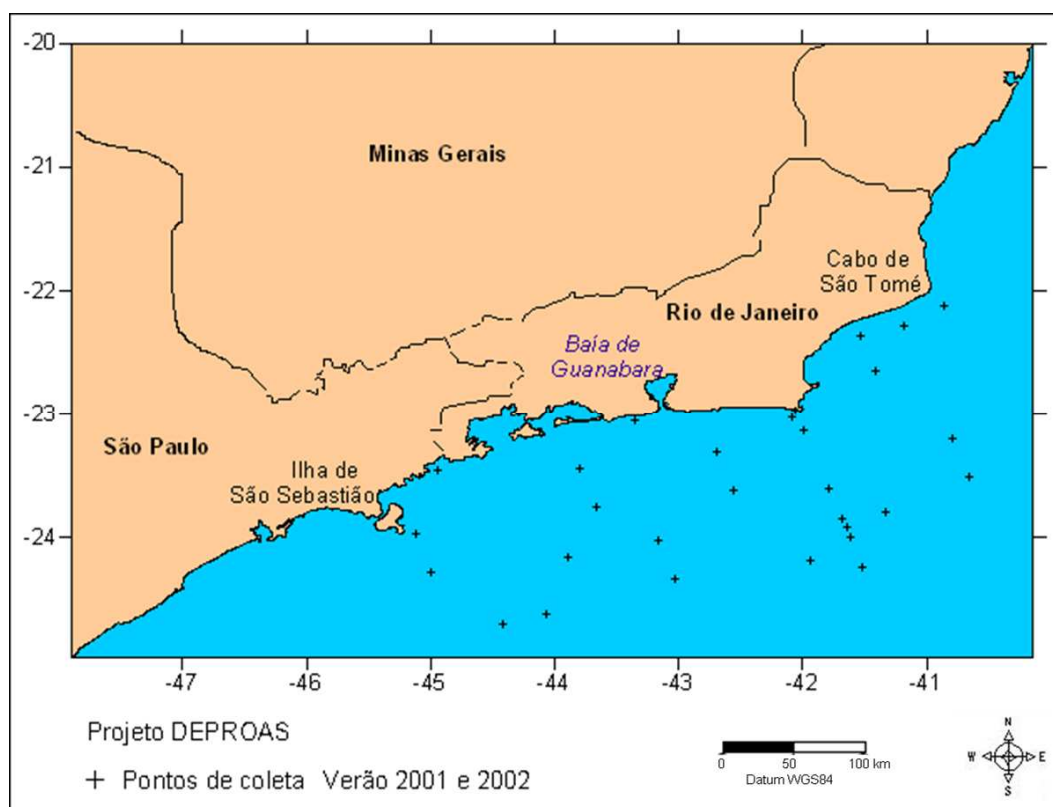 -20
-21
-22
-23
-24
Minas Gerais
Cabo de
São Tomé
Rio de Janeiro
Baía de
Guanabara
São Paulo
Ilha de
São Sebastião
-47 -46 -45 -44 -43 -42 -41
Projeto DEPROAS
+ Pontos de coleta Verão 2001 e 2002
0 50 100 km
Datum WGS84
N
W E
S